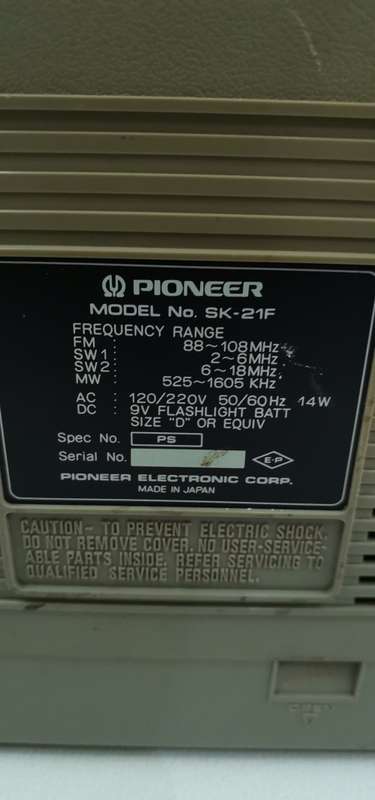 PIONEER
MODEL No. SK-21F
FREQUENCY RANGE
FM : 88~108MHz
SW1 : 2~6MHz
SW2 : 6~18MHz
MW : 525~1605 KHz
AC : 120/220V 50/60Hz 14W
DC : 9V FLASHLIGHT BATT
SIZE "D" OR EQUIV
Spec No. PS
Serial No. E-P
PIONEER ELECTRONIC CORP.
MADE IN JAPAN
CAUTION~ TO PREVENT ELECTRIC SHOCK,
DO NOT REMOVE COVER. NO USER-SERVICE-
ABLE PARTS INSIDE. REFER SERVICING TO
QUALIFIED SERVICE PERSONNEL.
OPEN